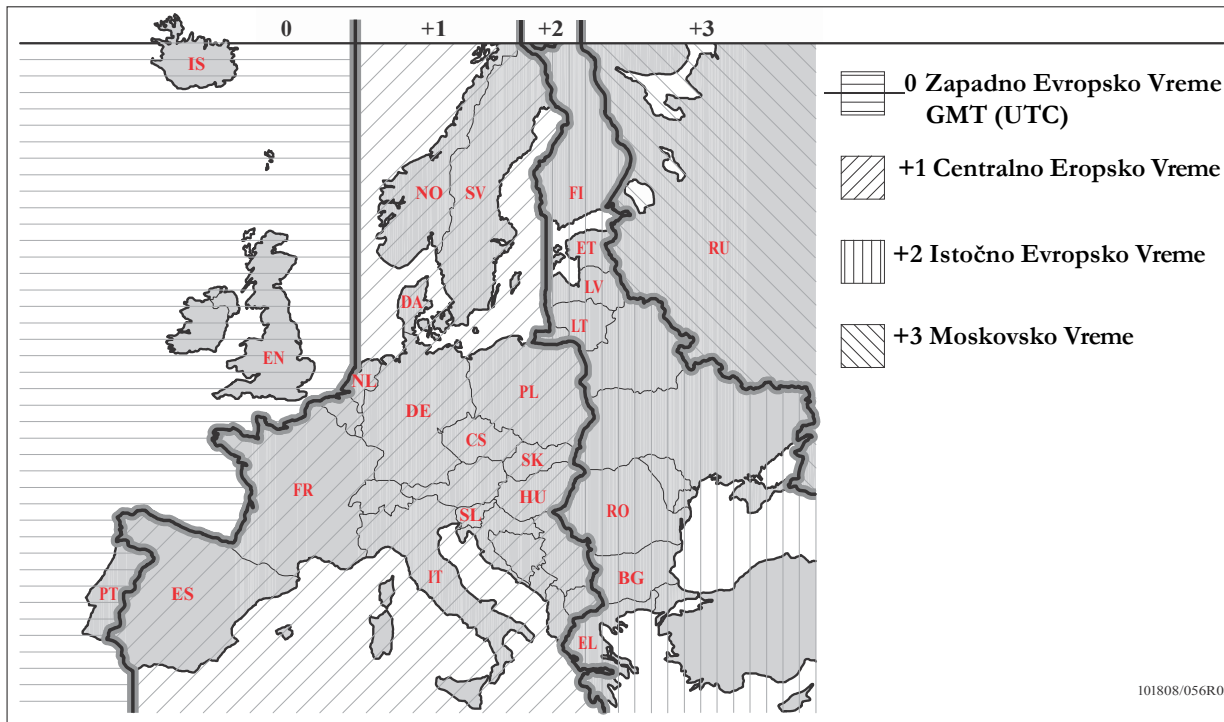 0 +1 +2 +3
IS
NO SV FI
ET
RU
DA
LV
LT
EN
NL
DE
PL
CS
SK
FR
HU
SL
RO
IT
BG
PT
ES
EL
0 Zapadno Evropsko Vreme
GMT (UTC)
+1 Centralno Eropsko Vreme
+2 Istočno Evropsko Vreme
+3 Moskovsko Vreme
101808/056R0